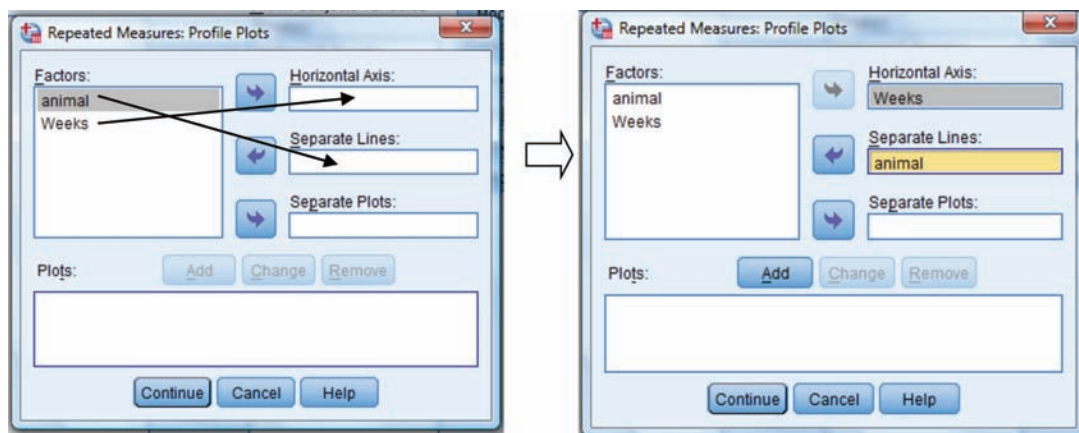 Repeated Measures: Profile Plots
Factors:
animal
Weeks
Horizontal Axis:
Separate Lines:
Separate Plots:
Plots:
Add Change Remove
Continue Cancel Help
Repeated Measures: Profile Plots
Factors:
animal
Weeks
Horizontal Axis:
Weeks
Separate Lines:
animal
Separate Plots:
Plots:
Add Change Remove
Continue Cancel Help